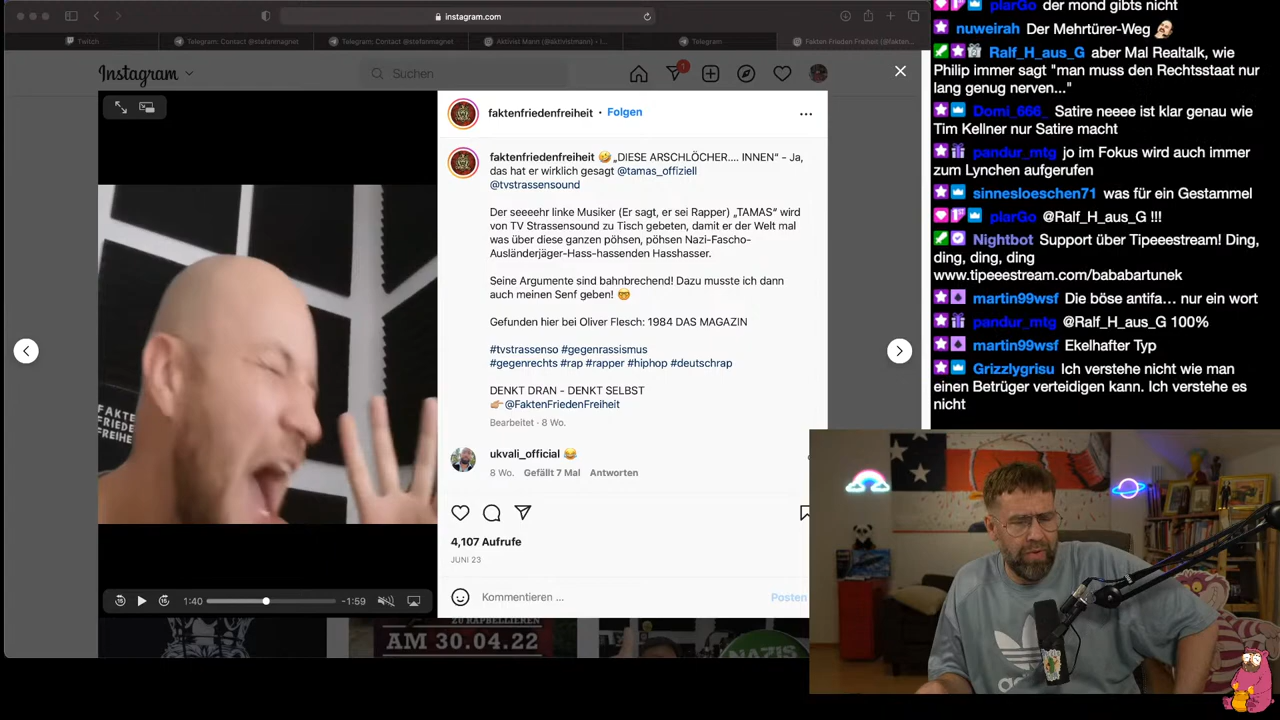 instagram.com
Twitch
Telegram: Contact @stefanmagnet
Telegram: Contact @stefanmagnet
Aktivist Mann (@aktivistmann) • I...
Telegram
Fakten Frieden Freiheit (@fakten...
Instagram
Suchen
1
faktenfriedenfreiheit • Folgen
faktenfriedenfreiheit 🤣„DIESE ARSCHLÖCHER.... INNEN“ - Ja,
das hat er wirklich gesagt @tamas_offiziell
@tvstrassensound
Der seeeehr linke Musiker (Er sagt, er sei Rapper) „TAMAS“ wird
von TV Strassensound zu Tisch gebeten, damit er der Welt mal
was über diese ganzen pöhsen, pöhsen Nazi-Fascho-
Ausländerjäger-Hass-hassenden Hasshasser.
Seine Argumente sind bahnbrechend! Dazu musste ich dann
auch meinen Senf geben! 🤓
Gefunden hier bei Oliver Flesch: 1984 DAS MAGAZIN
#tvstrassenso #gegenrassismus
#gegenrechts #rap #rapper #hiphop #deutschrap
DENKT DRAN - DENKT SELBST
👉🏼@FaktenFriedenFreiheit
Bearbeitet · 8 Wo.
ukvali_official 😂
8 Wo. Gefällt 7 Mal Antworten
4,107 Aufrufe
JUNI 23
Kommentieren ...
Posten
FAKTE
FRIEDEN
FREIHE
15
15
1:40
-1:59
ZU RAPBELLIEREN
AM 30.04.22
NAZIS
plarGo der mond gibts nicht
nuweirah Der Mehrtürer-Weg
Ralf_H_aus_G aber Mal Realtalk, wie
Philip immer sagt "man muss den Rechtsstaat nur
lang genug nerven..."
Domi_666_ Satire neeee ist klar genau wie
Tim Kellner nur Satire macht
pandur_mtg jo im Fokus wird auch immer
zum Lynchen aufgerufen
sinnesloeschen71 was für ein Gestammel
plarGo @Ralf_H_aus_G !!!
Nightbot Support über Tipeeestream! Ding,
ding, ding, ding
www.tipeeestream.com/bababartunek
martin99wsf Die böse antifa… nur ein wort
pandur_mtg @Ralf_H_aus_G 100%
martin99wsf Ekelhafter Typ
Grizzlygrisu Ich verstehe nicht wie man
einen Betrüger verteidigen kann. Ich verstehe es
nicht